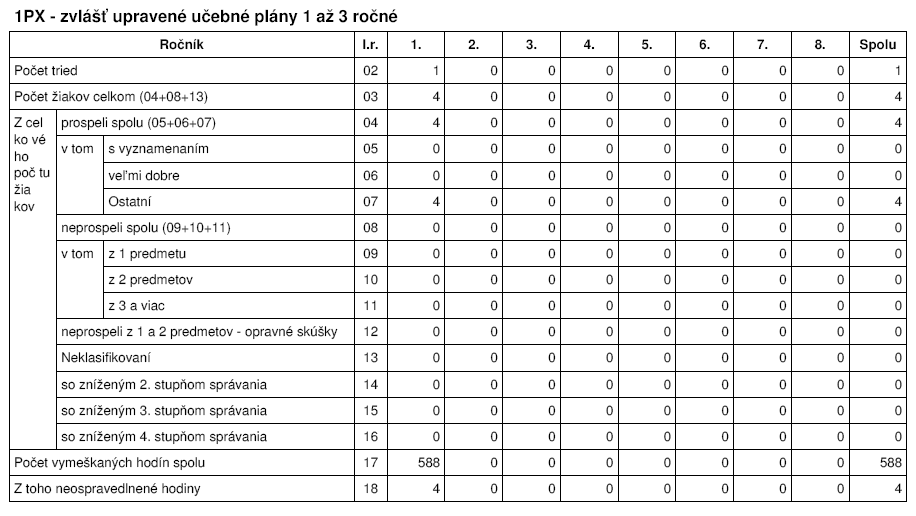 1PX - zvlášť upravené učebné plány 1 až 3 ročné
Ročník l.r. 1. 2. 3. 4. 5. 6. 7. 8. Spolu
Počet tried 02 1 0 0 0 0 0 0 0 1
Počet žiakov celkom (04+08+13) 03 4 0 0 0 0 0 0 0 4
Z cel
ko vé
ho
poč tu
žia
kov
prospeli spolu (05+06+07) 04 4 0 0 0 0 0 0 0 4
v tom s vyznamenaním 05 0 0 0 0 0 0 0 0 0
veľmi dobre 06 0 0 0 0 0 0 0 0 0
Ostatní 07 4 0 0 0 0 0 0 0 4
neprospeli spolu (09+10+11) 08 0 0 0 0 0 0 0 0 0
v tom z 1 predmetu 09 0 0 0 0 0 0 0 0 0
z 2 predmetov 10 0 0 0 0 0 0 0 0 0
z 3 a viac 11 0 0 0 0 0 0 0 0 0
neprospeli z 1 a 2 predmetov - opravné skúšky 12 0 0 0 0 0 0 0 0 0
Neklasifikovaní 13 0 0 0 0 0 0 0 0 0
so zníženým 2. stupňom správania 14 0 0 0 0 0 0 0 0 0
so zníženým 3. stupňom správania 15 0 0 0 0 0 0 0 0 0
so zníženým 4. stupňom správania 16 0 0 0 0 0 0 0 0 0
Počet vymeškaných hodín spolu 17 588 0 0 0 0 0 0 0 588
Z toho neospravedlnené hodiny 18 4 0 0 0 0 0 0 0 4